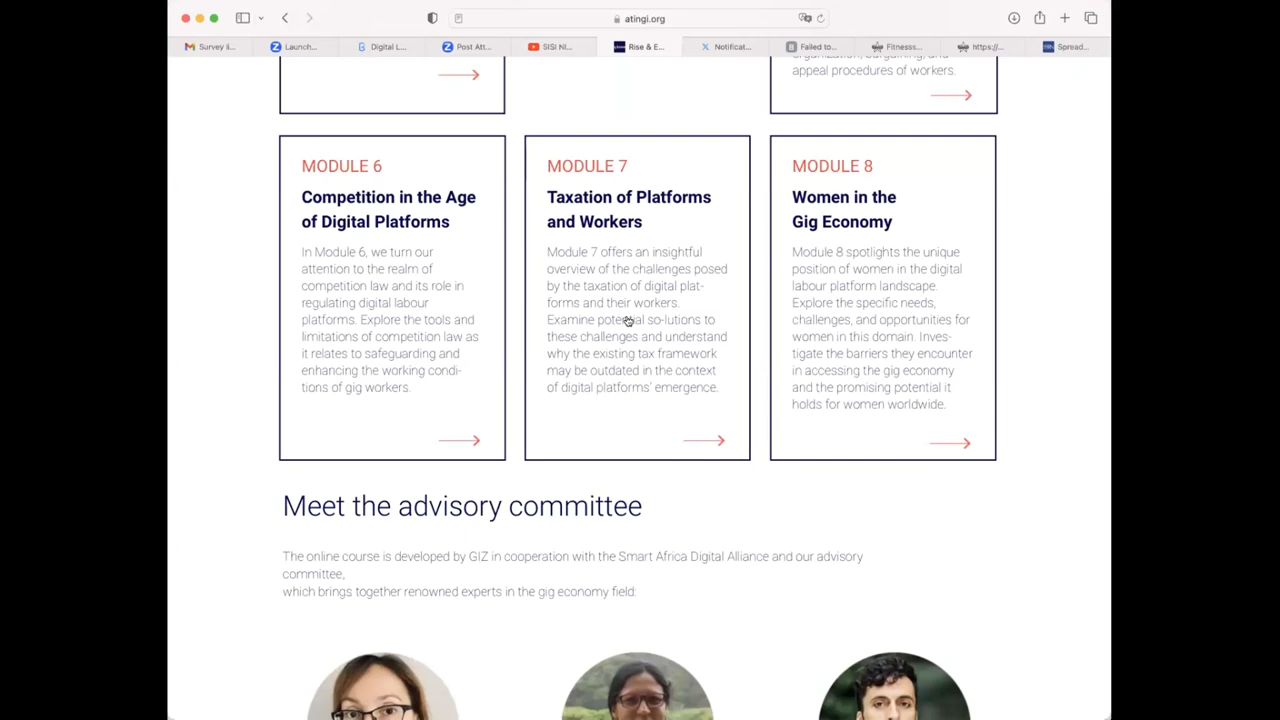 atingi.org
Survey li...
Launch...
Digital L...
Post Att...
SISI NI...
Rise & E...
Notificat...
Failed to...
Fitnesss...
https://...
Spread...
appeal procedures of workers.
MODULE 6
Competition in the Age
of Digital Platforms
In Module 6, we turn our
attention to the realm of
competition law and its role in
regulating digital labour
platforms. Explore the tools and
limitations of competition law as
it relates to safeguarding and
enhancing the working condi-
tions of gig workers.
MODULE 7
Taxation of Platforms
and Workers
Module 7 offers an insightful
overview of the challenges posed
by the taxation of digital plat-
forms and their workers.
Examine potential so-lutions to
these challenges and understand
why the existing tax framework
may be outdated in the context
of digital platforms' emergence.
MODULE 8
Women in the
Gig Economy
Module 8 spotlights the unique
position of women in the digital
labour platform landscape.
Explore the specific needs,
challenges, and opportunities for
women in this domain. Inves-
tigate the barriers they encounter
in accessing the gig economy
and the promising potential it
holds for women worldwide.
Meet the advisory committee
The online course is developed by GIZ in cooperation with the Smart Africa Digital Alliance and our advisory
committee,
which brings together renowned experts in the gig economy field: